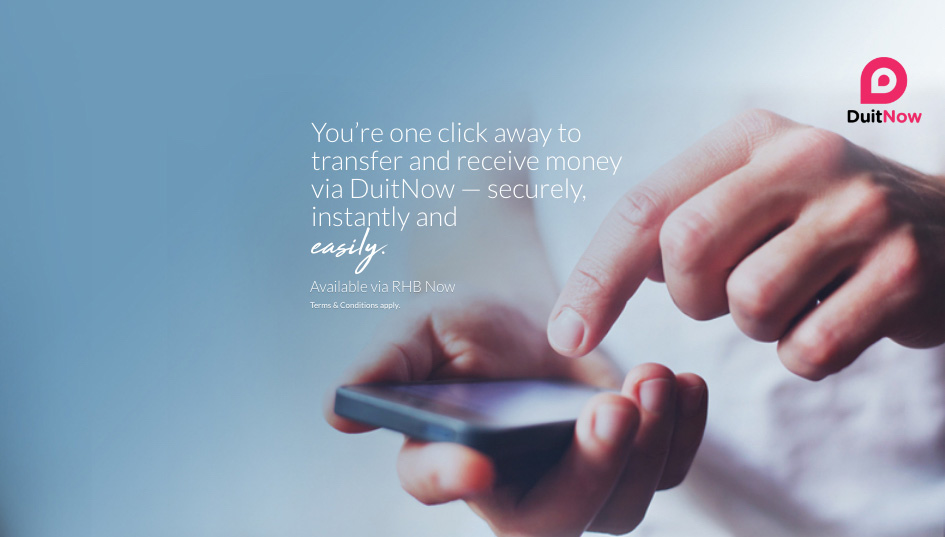 You're one click away to
transfer and receive money
via DuitNow — securely,
instantly and
easily.
Available via RHB Now
Terms & Conditions apply.
DuitNow